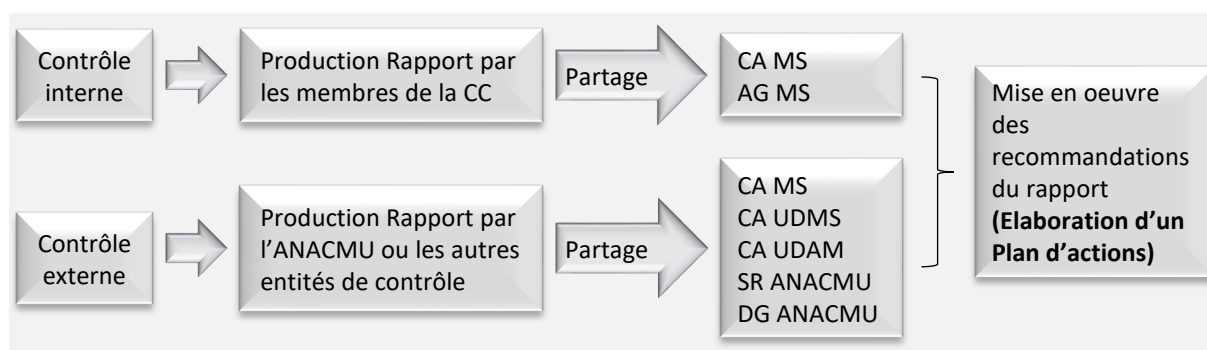 Contrôle
interne
Production Rapport par
les membres de la CC
Partage
CA MS
AG MS
Contrôle
externe
Production Rapport par
l’ANACMU ou les autres
entités de contrôle
Partage
CA MS
CA UDMS
CA UDAM
SR ANACMU
DG ANACMU
Mise en oeuvre
des
recommandations
du rapport
(Elaboration d’un
Plan d’actions)